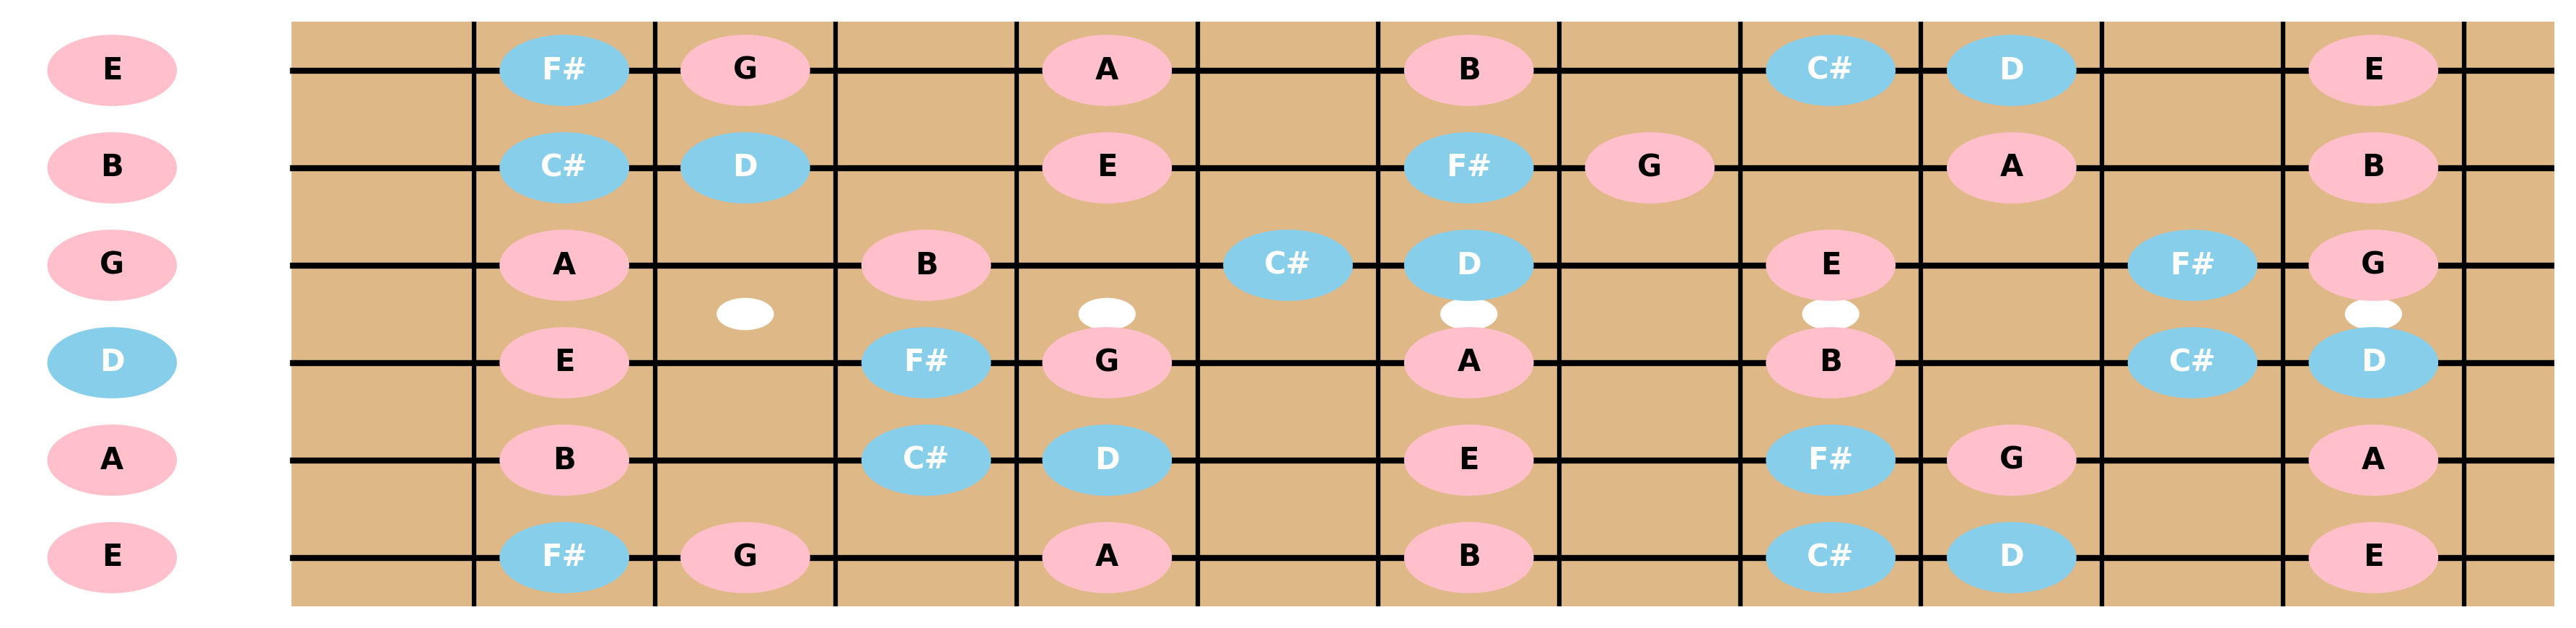 E F# G A B C# D E
B C# D E F# G A B
G A B C# D E F# G
D E F# G A B C# D
A B C# D E F# G A
E F# G A B C# D E